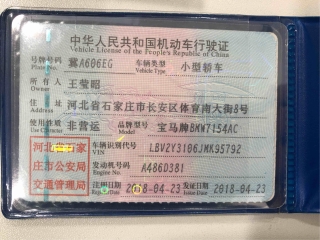 中华人民共和国机动车行驶证
Vehicle License of the People's Republic of China
号牌号码 冀A606EG 车辆类型 小型轿车
Plate No. Vehicle Type
所有人 王莹昭
Owner
住址 河北省石家庄市长安区体育南大街8号
Address
使用性质 非营运 品牌型号 宝马牌BMW7154AC
Use Character Model
河北省石家 车辆识别代号 LBV2Y3106JMK95792
VIN
庄市公安局 发动机号码 A486D381
Engine No.
交通管理局 注册日期 2018-04-23 发证日期 2018-04-23
Register Date Issue Date